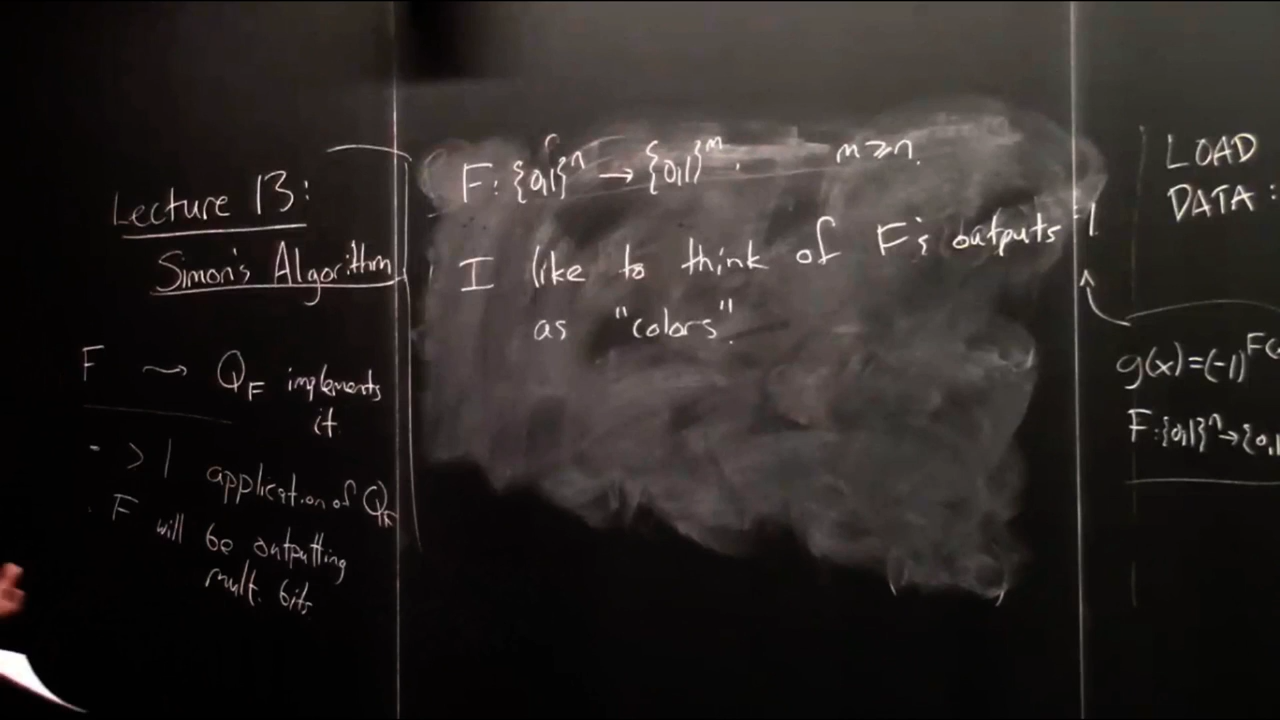 Lecture 13:
Simon's Algorithm
F ⤳ Q_F implements
it.
- > 1 application of Q_F
· F will be outputting
mult. bits
F: {0,1}^n → {0,1}^m. m ≥ n.
I like to think of F's outputs
as "colors".
LOAD
DATA:
g(x)=(-1)^F(
F:{0,1}^n→{0,1